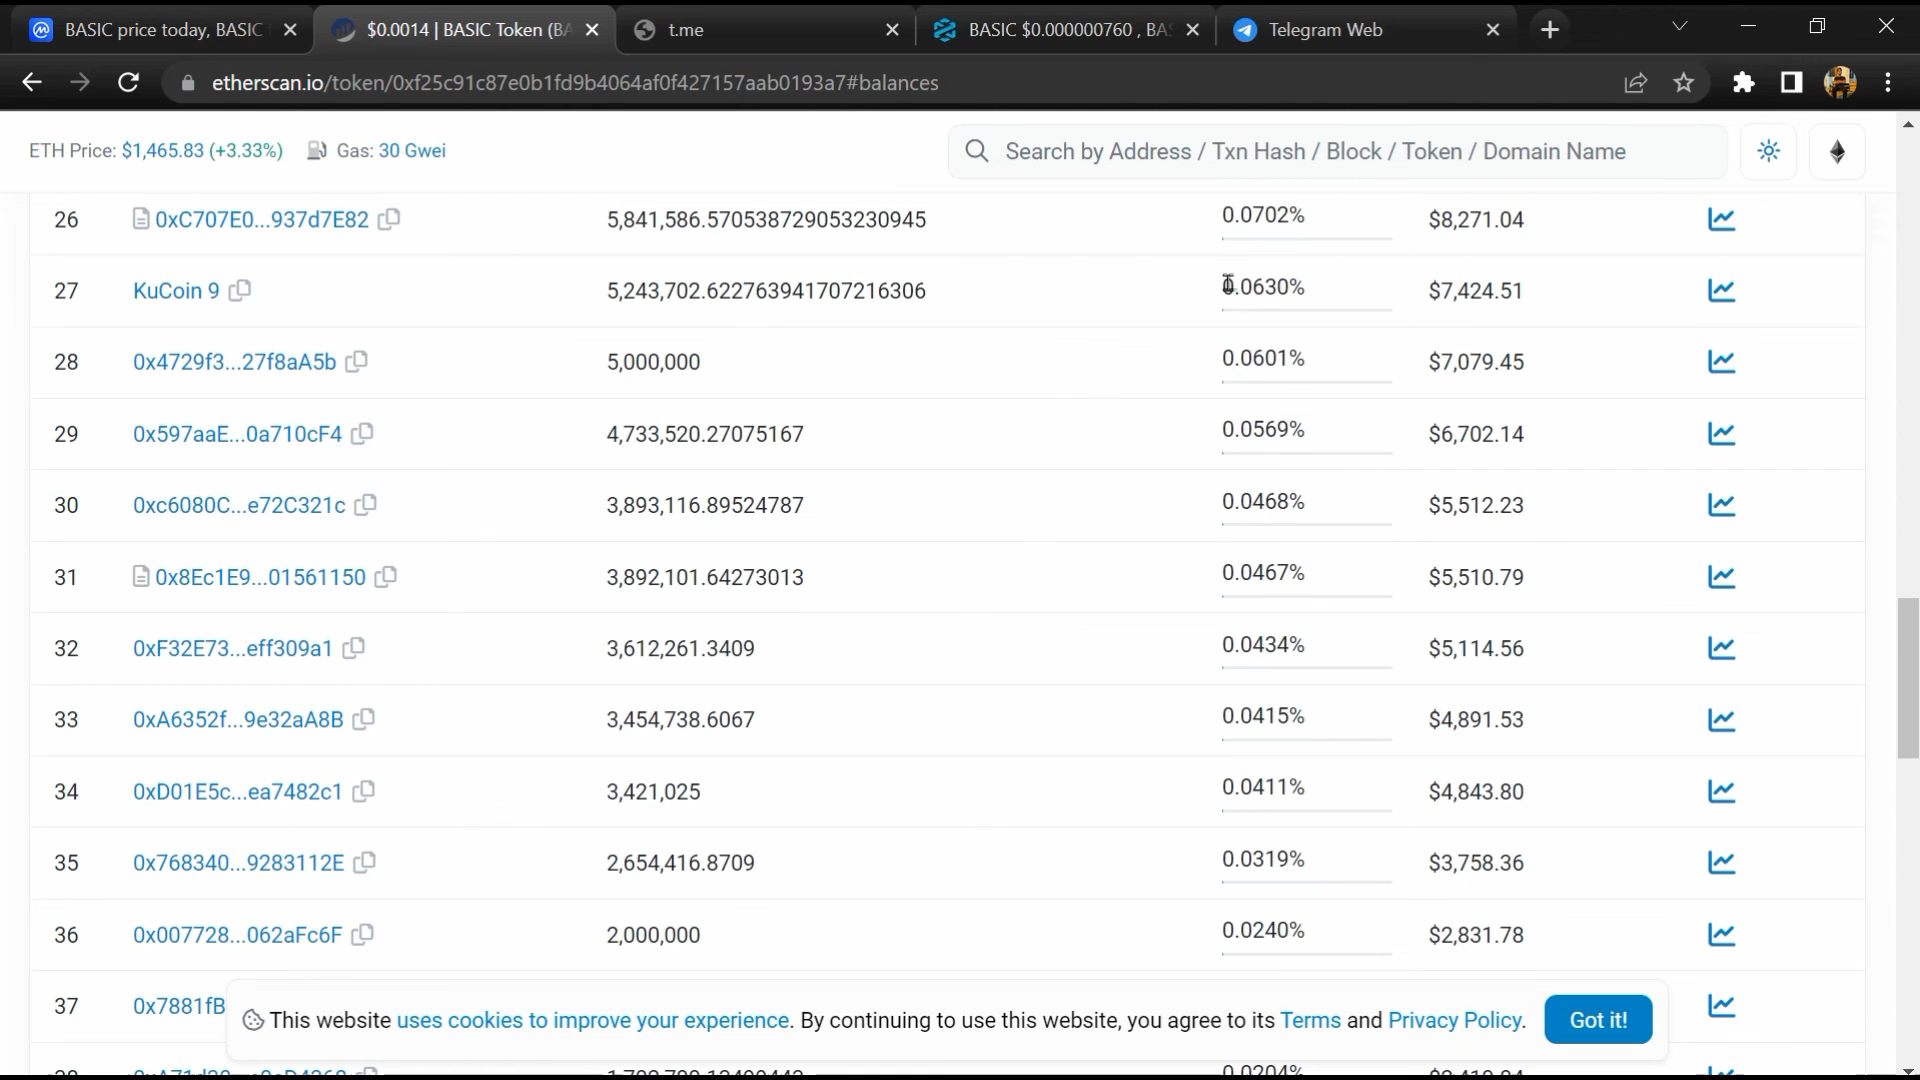 BASIC price today, BASIC
$0.0014 | BASIC Token (BA
t.me
BASIC $0.000000760 , BA
Telegram Web
etherscan.io/token/0xf25c91c87e0b1fd9b4064af0f427157aab0193a7#balances
ETH Price: $1,465.83 (+3.33%) Gas: 30 Gwei
Search by Address / Txn Hash / Block / Token / Domain Name
26 0xC707E0...937d7E82 5,841,586.570538729053230945 0.0702% $8,271.04
27 KuCoin 9 5,243,702.622763941707216306 0.0630% $7,424.51
28 0x4729f3...27f8aA5b 5,000,000 0.0601% $7,079.45
29 0x597aaE...0a710cF4 4,733,520.27075167 0.0569% $6,702.14
30 0xc6080C...e72C321c 3,893,116.89524787 0.0468% $5,512.23
31 0x8Ec1E9...01561150 3,892,101.64273013 0.0467% $5,510.79
32 0xF32E73...eff309a1 3,612,261.3409 0.0434% $5,114.56
33 0xA6352f...9e32aA8B 3,454,738.6067 0.0415% $4,891.53
34 0xD01E5c...ea7482c1 3,421,025 0.0411% $4,843.80
35 0x768340...9283112E 2,654,416.8709 0.0319% $3,758.36
36 0x007728...062aFc6F 2,000,000 0.0240% $2,831.78
37 0x7881fB
This website uses cookies to improve your experience. By continuing to use this website, you agree to its Terms and Privacy Policy. Got it!